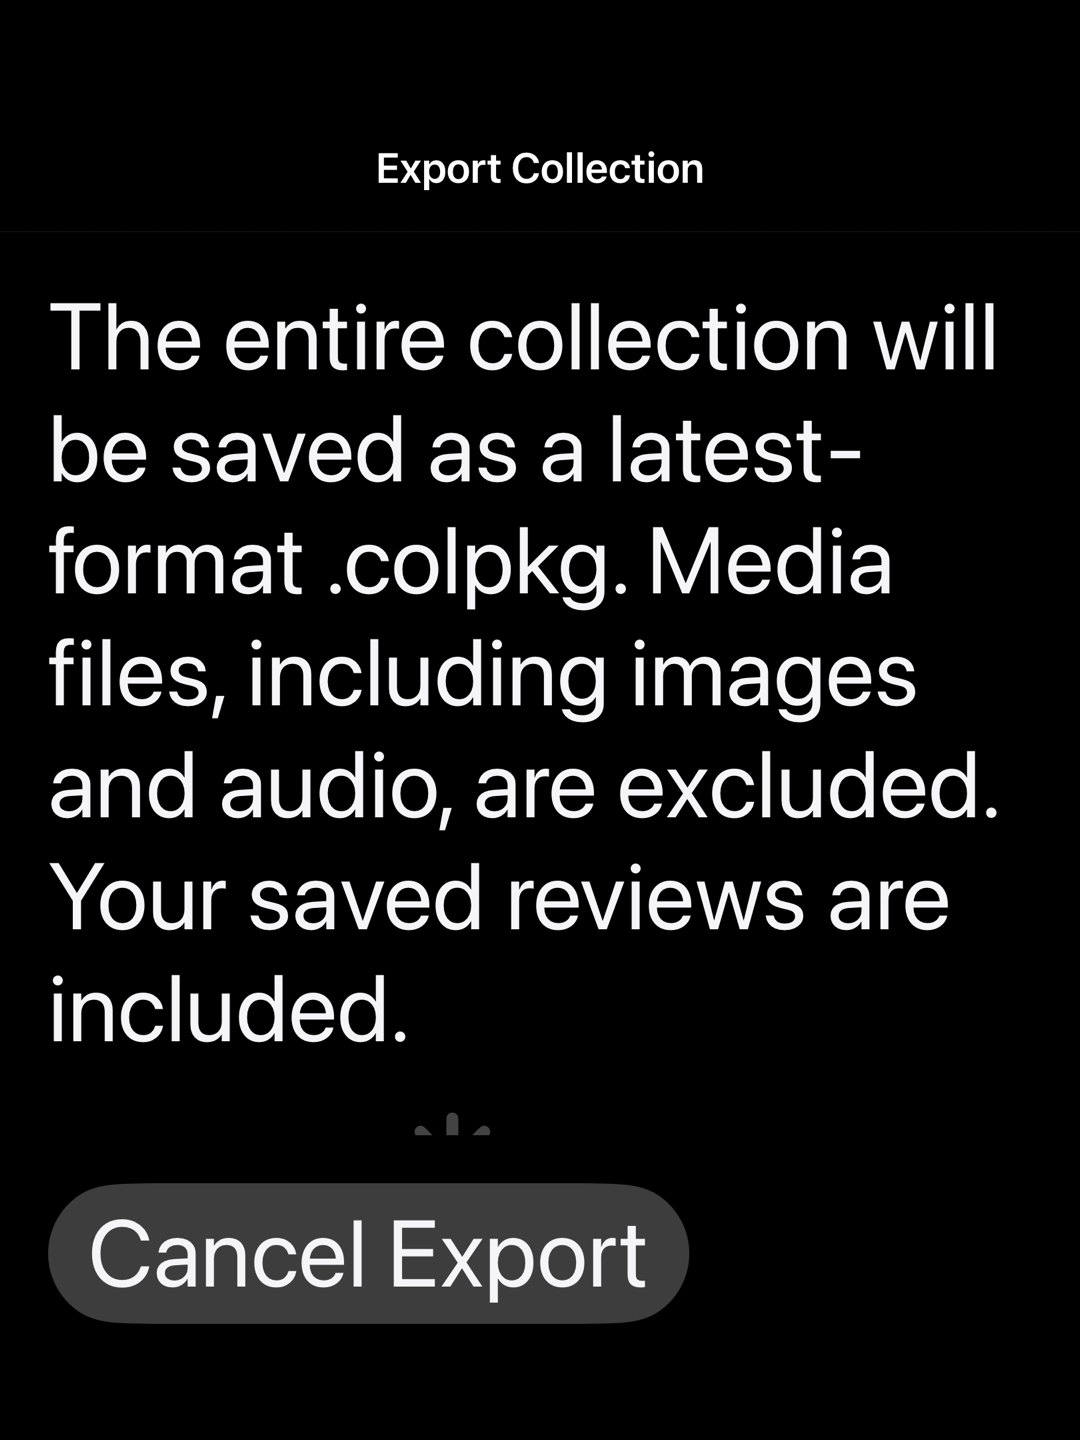 Export Collection
The entire collection will
be saved as a latest-
format .colpkg. Media
files, including images
and audio, are excluded.
Your saved reviews are
included.
Cancel Export